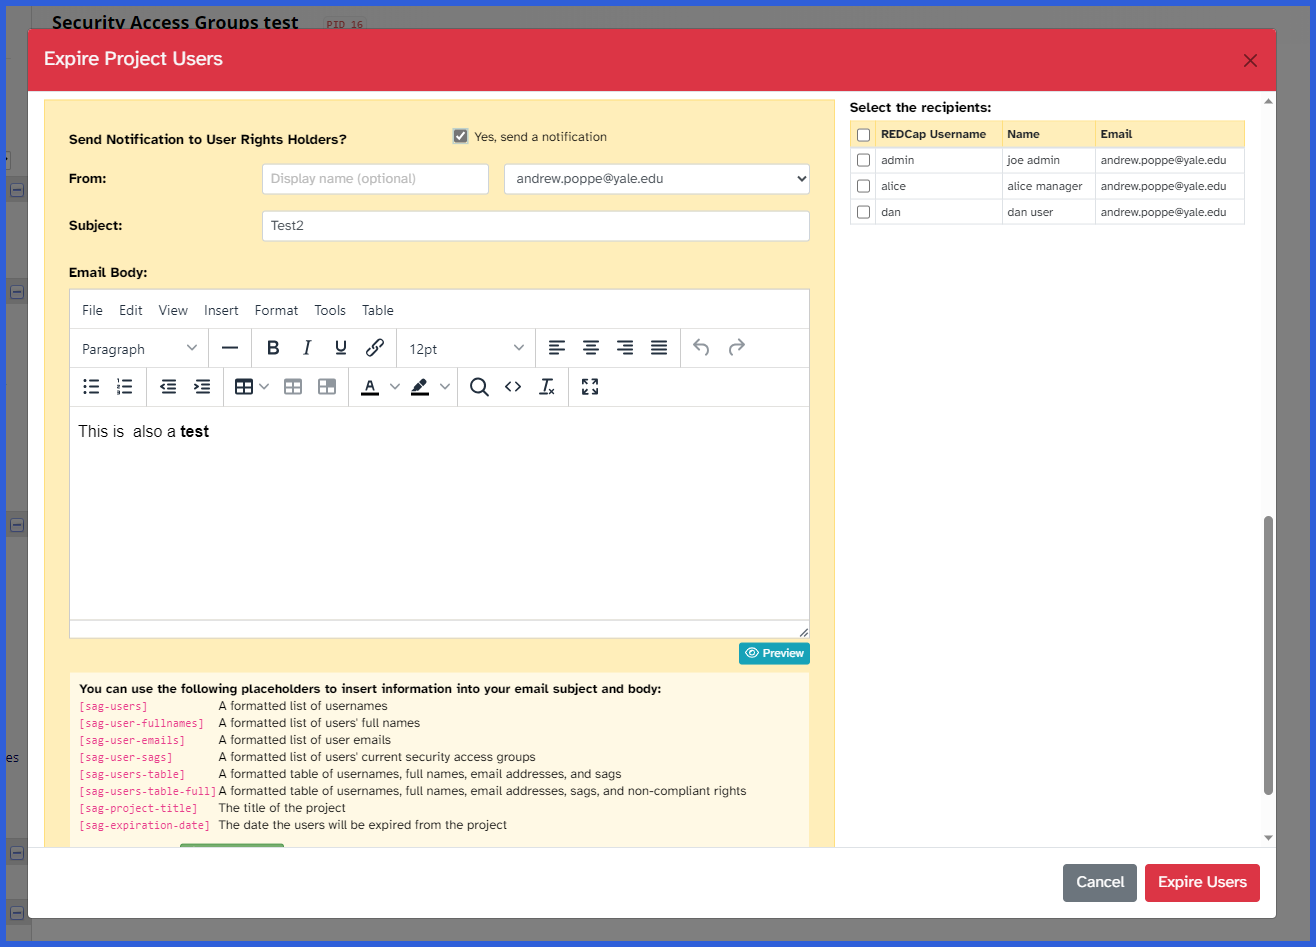 Security Access Groups test PID 16
Expire Project Users
Send Notification to User Rights Holders? Yes, send a notification
From: Display name (optional) andrew.poppe@yale.edu
Subject: Test2
Email Body:
File Edit View Insert Format Tools Table
Paragraph B I U 12pt
A
This is  also a test
Preview
You can use the following placeholders to insert information into your email subject and body:
[sag-users] A formatted list of usernames
[sag-user-fullnames] A formatted list of users' full names
[sag-user-emails] A formatted list of user emails
[sag-user-sags] A formatted list of users' current security access groups
[sag-users-table] A formatted table of usernames, full names, email addresses, and sags
[sag-users-table-full] A formatted table of usernames, full names, email addresses, sags, and non-compliant rights
[sag-project-title] The title of the project
[sag-expiration-date] The date the users will be expired from the project
Select the recipients:
REDCap Username Name Email
admin joe admin andrew.poppe@yale.edu
alice alice manager andrew.poppe@yale.edu
dan dan user andrew.poppe@yale.edu
Cancel Expire Users